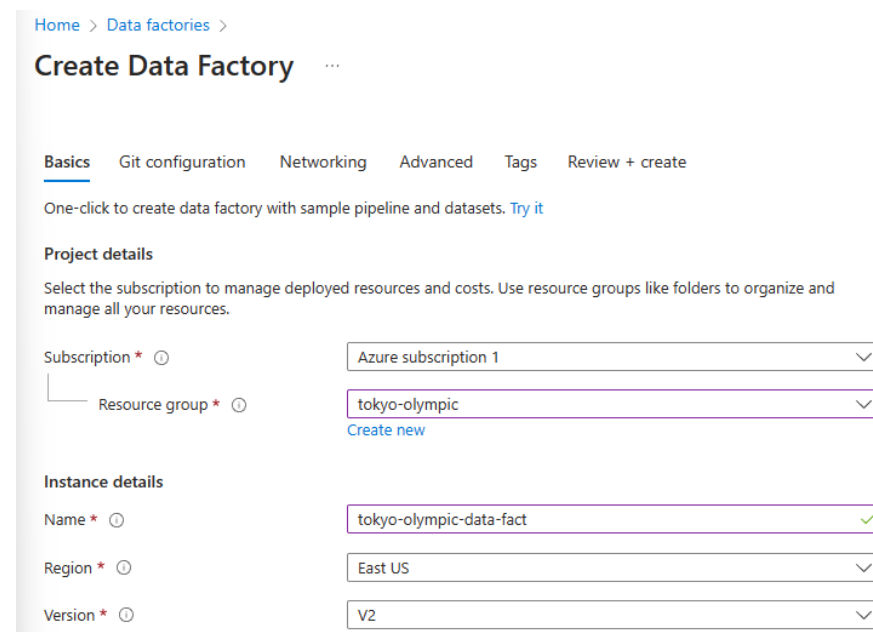 Home > Data factories >
Create Data Factory ...
Basics Git configuration Networking Advanced Tags Review + create
One-click to create data factory with sample pipeline and datasets. Try it
Project details
Select the subscription to manage deployed resources and costs. Use resource groups like folders to organize and
manage all your resources.
Subscription * Azure subscription 1
Resource group * tokyo-olympic
Create new
Instance details
Name * tokyo-olympic-data-fact
Region * East US
Version * V2